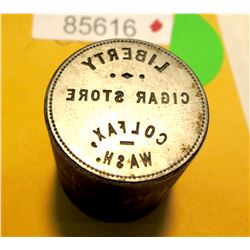 85616
LIBERTY
CIGAR STORE
COLFAX,
WASH.